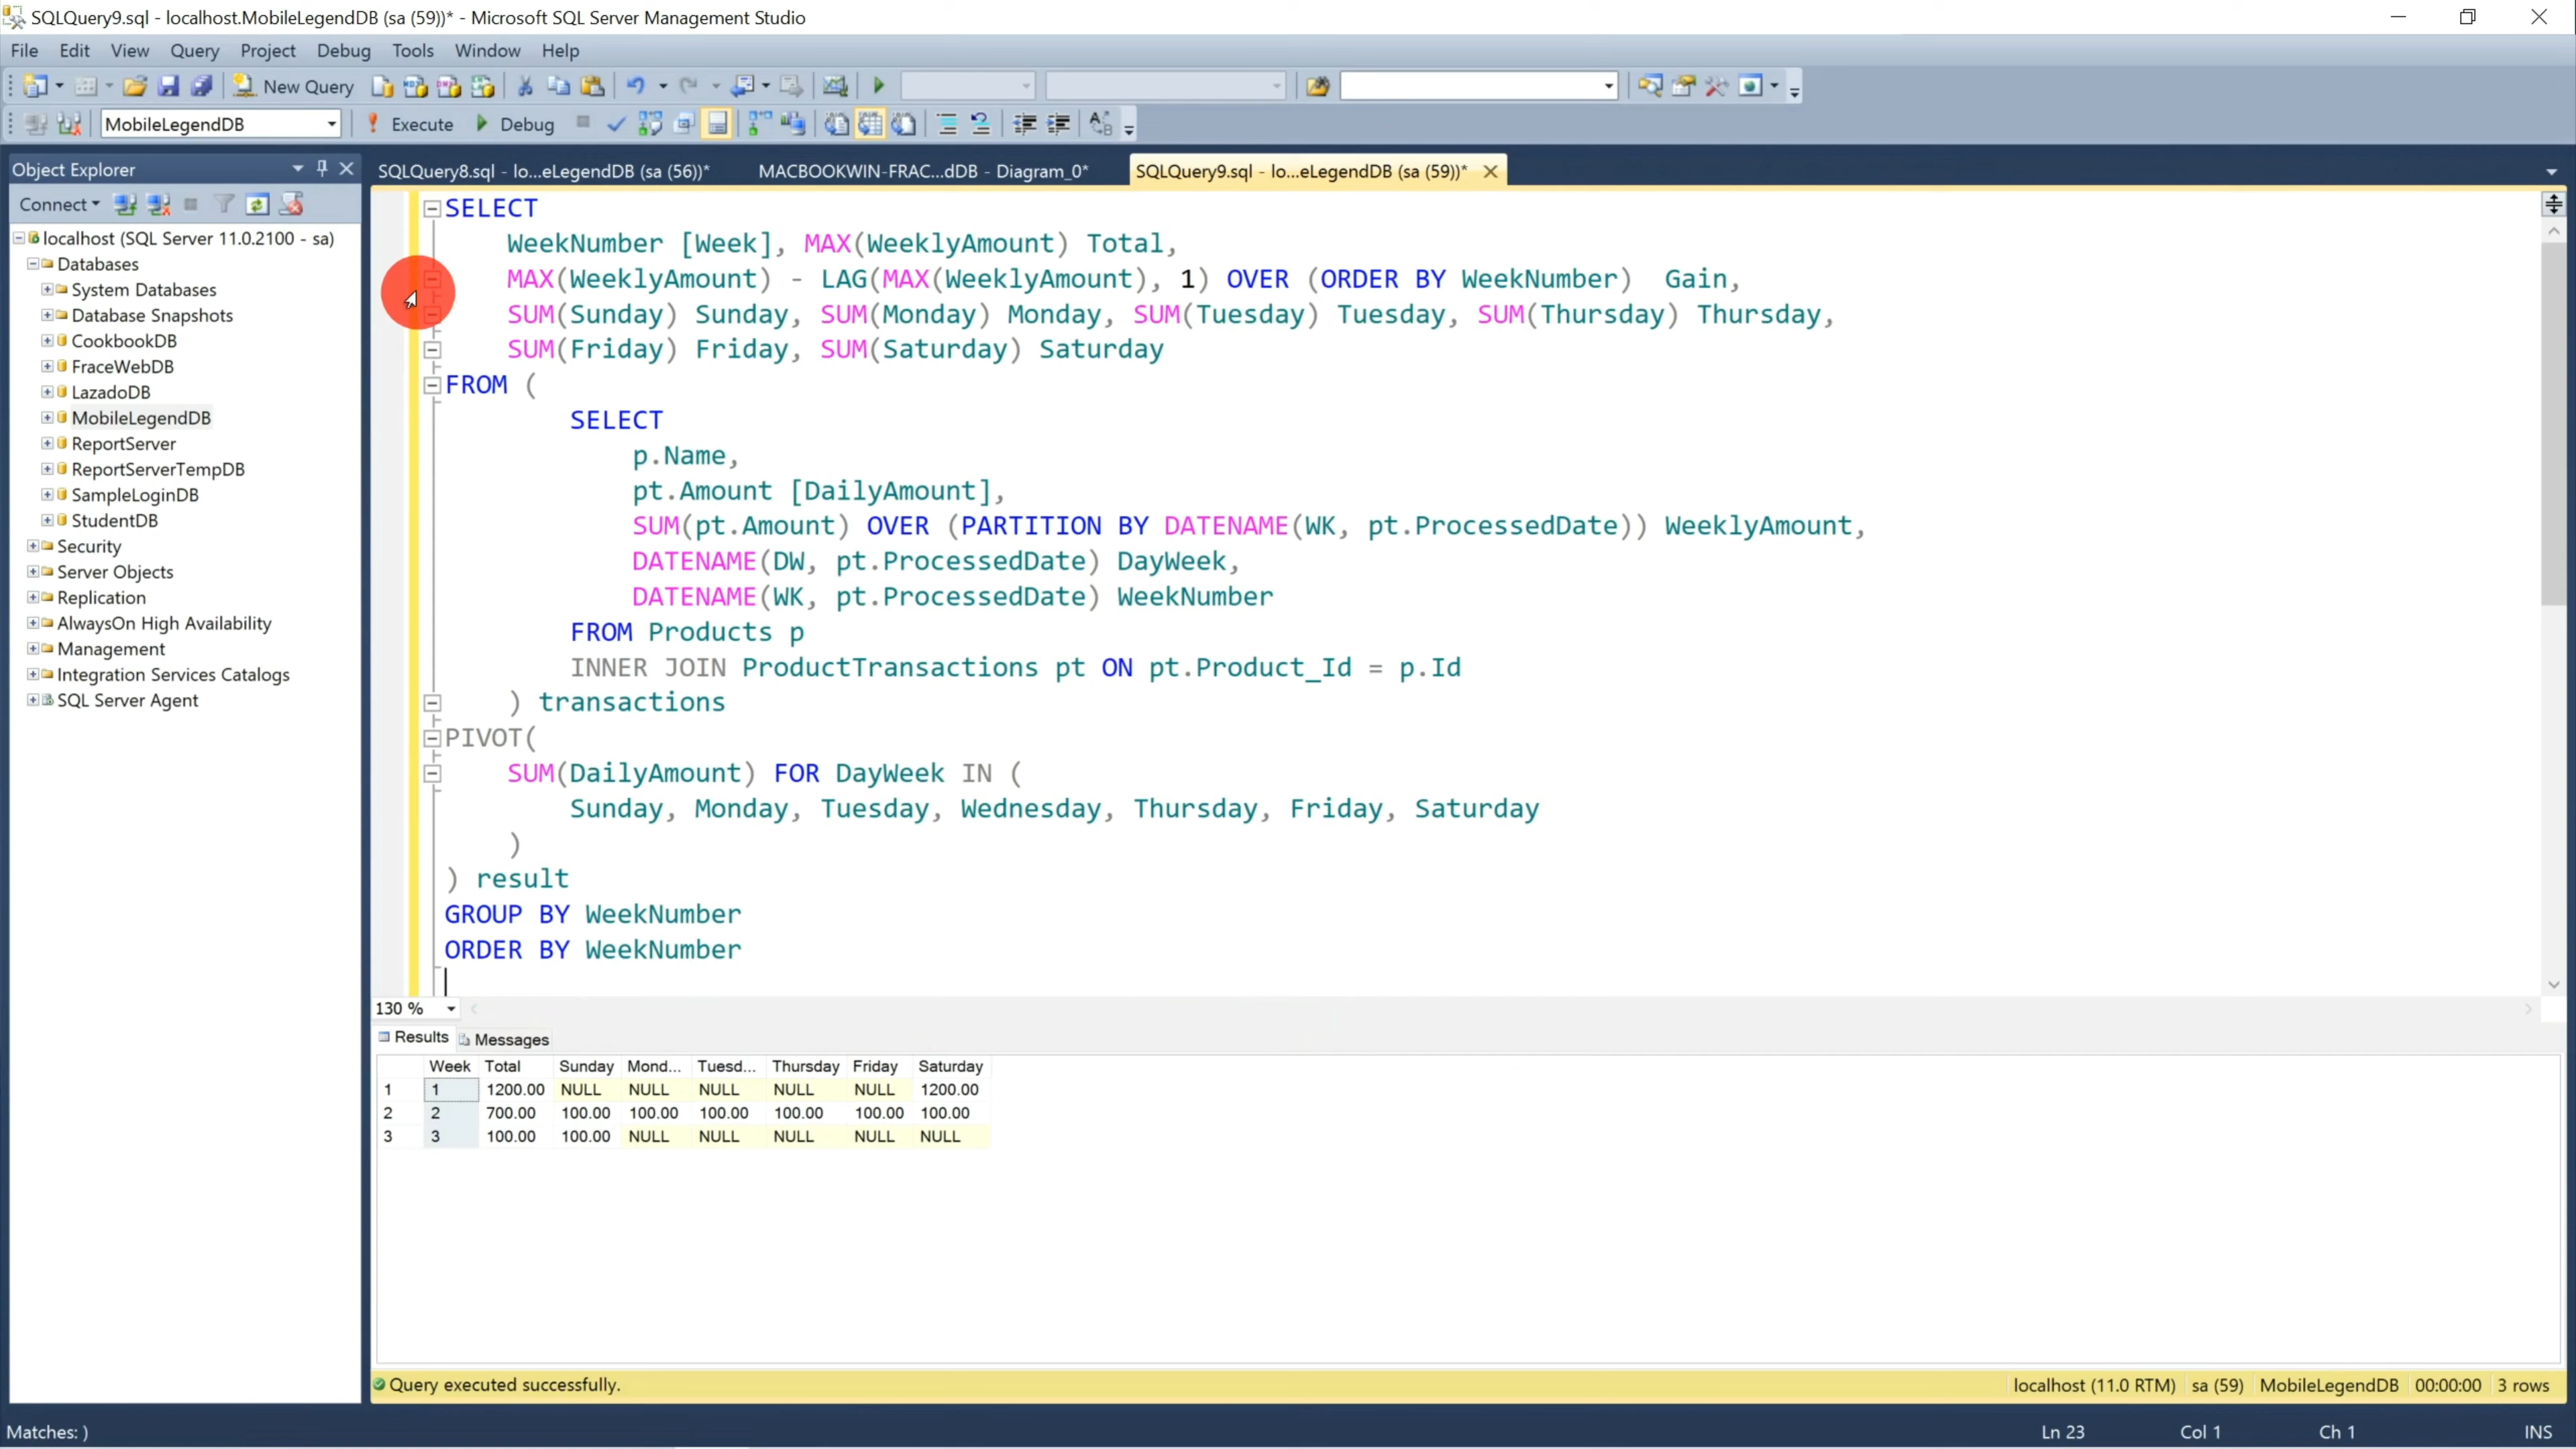 SQLQuery9.sql - localhost.MobileLegendDB (sa (59))* - Microsoft SQL Server Management Studio
File Edit View Query Project Debug Tools Window Help
New Query
MobileLegendDB Execute Debug
Object Explorer
SQLQuery8.sql - lo...eLegendDB (sa (56))* MACBOOKWIN-FRAC...dDB - Diagram_0* SQLQuery9.sql - lo...eLegendDB (sa (59))*
Connect
localhost (SQL Server 11.0.2100 - sa)
Databases
System Databases
Database Snapshots
CookbookDB
FraceWebDB
LazadoDB
MobileLegendDB
ReportServer
ReportServerTempDB
SampleLoginDB
StudentDB
Security
Server Objects
Replication
AlwaysOn High Availability
Management
Integration Services Catalogs
SQL Server Agent
SELECT
WeekNumber [Week], MAX(WeeklyAmount) Total,
MAX(WeeklyAmount) - LAG(MAX(WeeklyAmount), 1) OVER (ORDER BY WeekNumber) Gain,
SUM(Sunday) Sunday, SUM(Monday) Monday, SUM(Tuesday) Tuesday, SUM(Thursday) Thursday,
SUM(Friday) Friday, SUM(Saturday) Saturday
FROM (
SELECT
p.Name,
pt.Amount [DailyAmount],
SUM(pt.Amount) OVER (PARTITION BY DATENAME(WK, pt.ProcessedDate)) WeeklyAmount,
DATENAME(DW, pt.ProcessedDate) DayWeek,
DATENAME(WK, pt.ProcessedDate) WeekNumber
FROM Products p
INNER JOIN ProductTransactions pt ON pt.Product_Id = p.Id
) transactions
PIVOT(
SUM(DailyAmount) FOR DayWeek IN (
Sunday, Monday, Tuesday, Wednesday, Thursday, Friday, Saturday
)
) result
GROUP BY WeekNumber
ORDER BY WeekNumber
130 %
Results Messages
Week Total Sunday Mond... Tuesd... Thursday Friday Saturday
1 1 1200.00 NULL NULL NULL NULL NULL 1200.00
2 2 700.00 100.00 100.00 100.00 100.00 100.00 100.00
3 3 100.00 100.00 NULL NULL NULL NULL NULL
Query executed successfully. localhost (11.0 RTM) sa (59) MobileLegendDB 00:00:00 3 rows
Matches: ) Ln 23 Col 1 Ch 1 INS